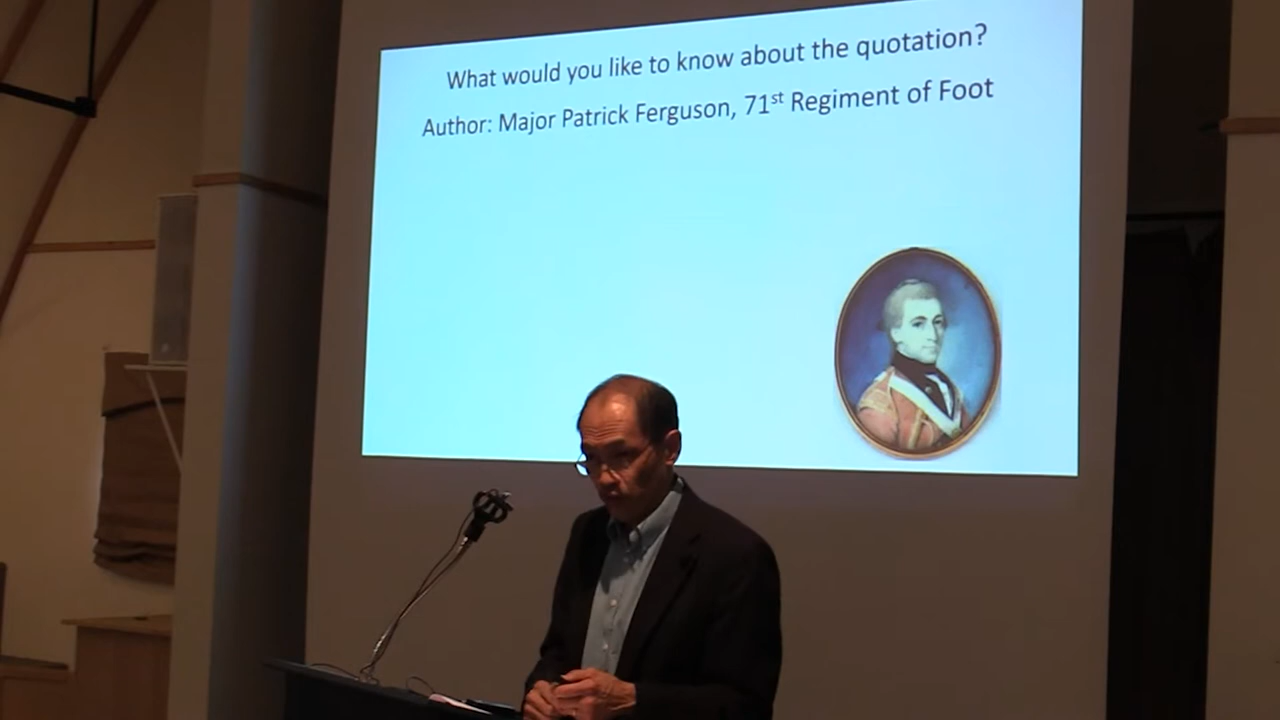 What would you like to know about the quotation?
Author: Major Patrick Ferguson, 71st Regiment of Foot